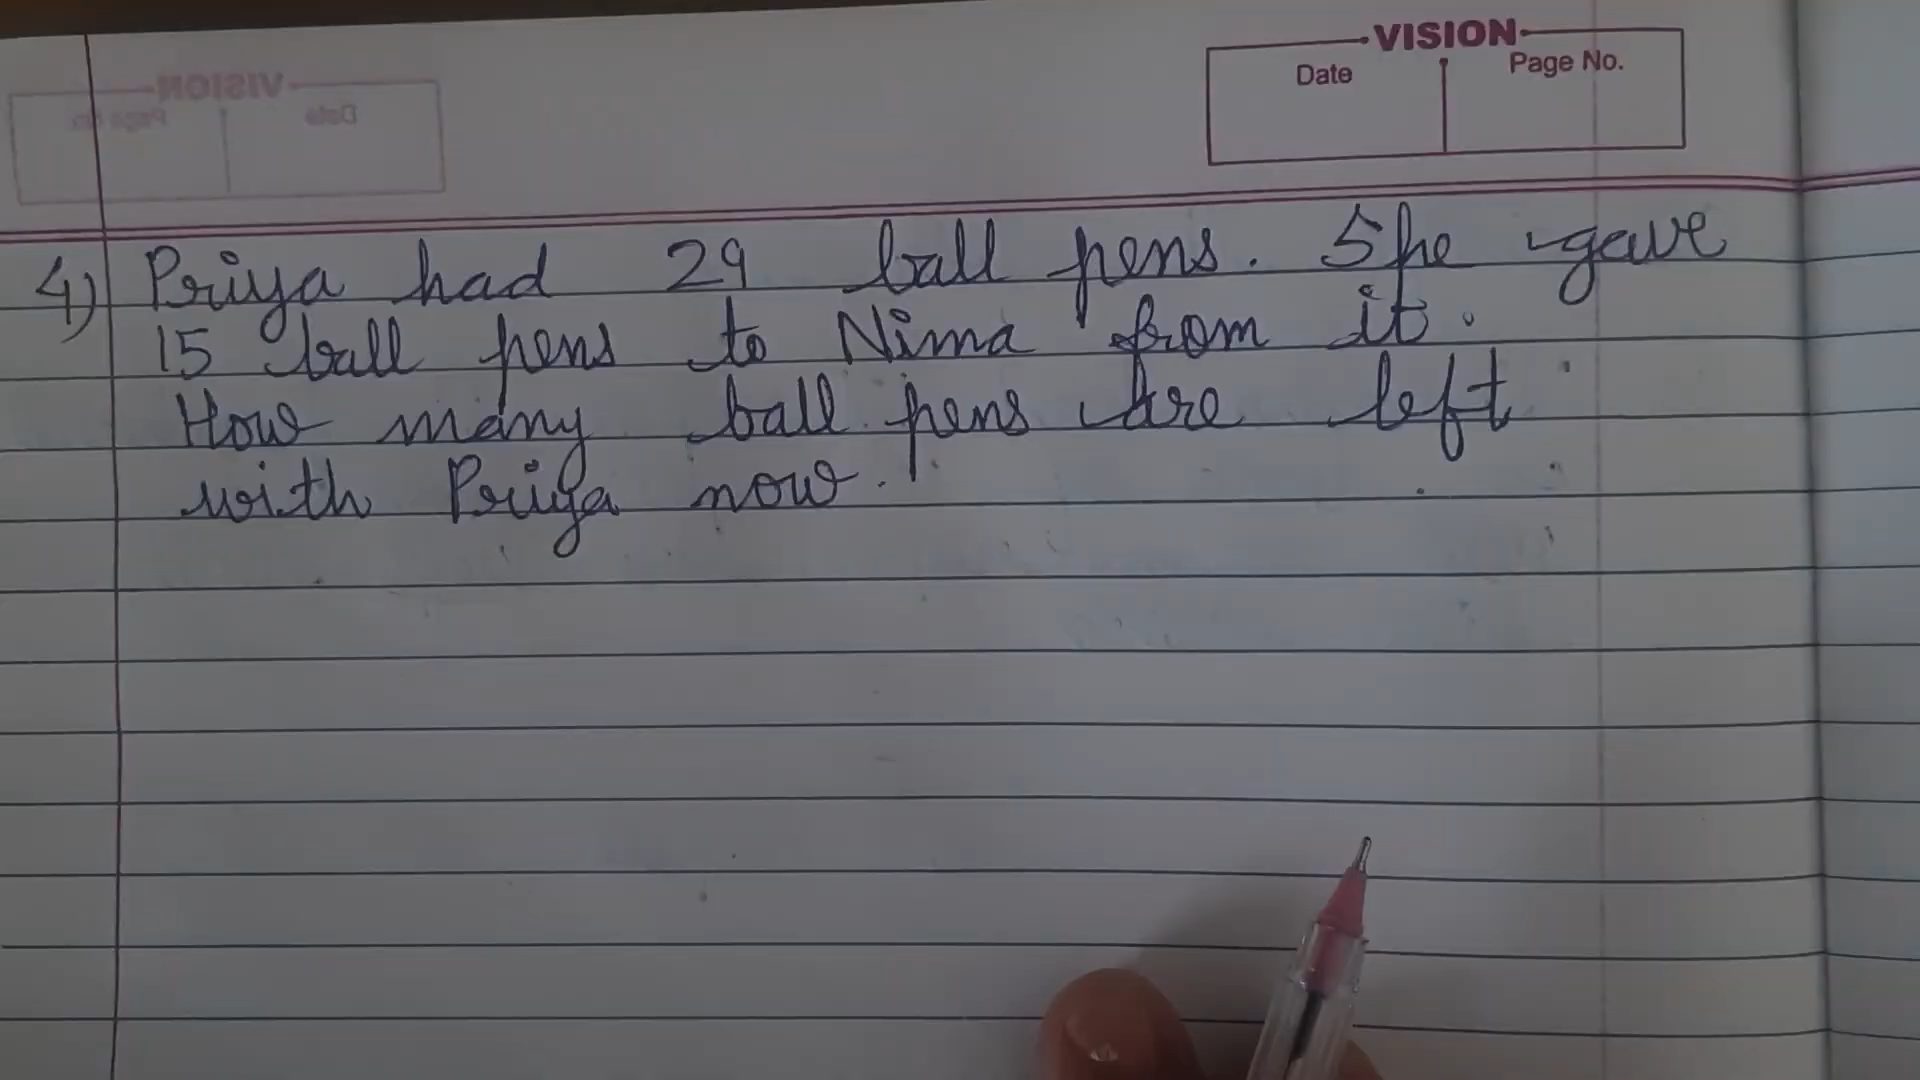 VISION
Date Page No.
4) Priya had 29 ball pens. She gave
15 ball pens to Nima from it.
How many ball pens are left
with Priya now.